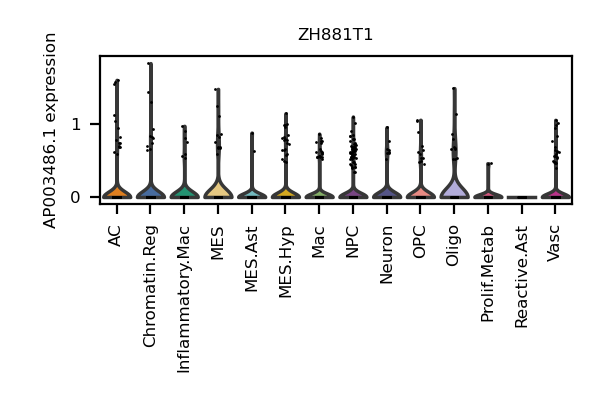 ZH881T1
AP003486.1 expression
1
0
AC
Chromatin.Reg
Inflammatory.Mac
MES
MES.Ast
MES.Hyp
Mac
NPC
Neuron
OPC
Oligo
Prolif.Metab
Reactive.Ast
Vasc